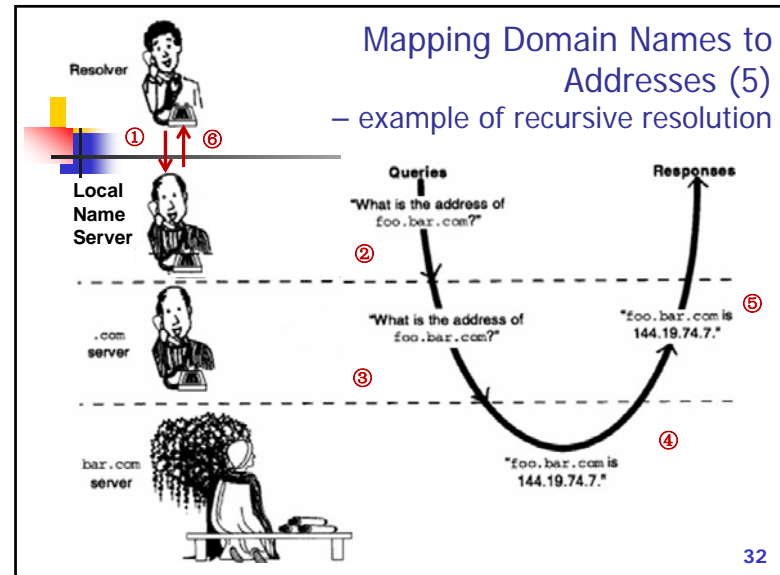 Mapping Domain Names to
Addresses (5)
– example of recursive resolution
Resolver
① ⑥
Local
Name
Server
Queries
Responses
"What is the address of
foo.bar.com?"
②
.com
server
"What is the address of
foo.bar.com?"
"foo.bar.com is
144.19.74.7."
⑤
③
bar.com
server
④
"foo.bar.com is
144.19.74.7."
32